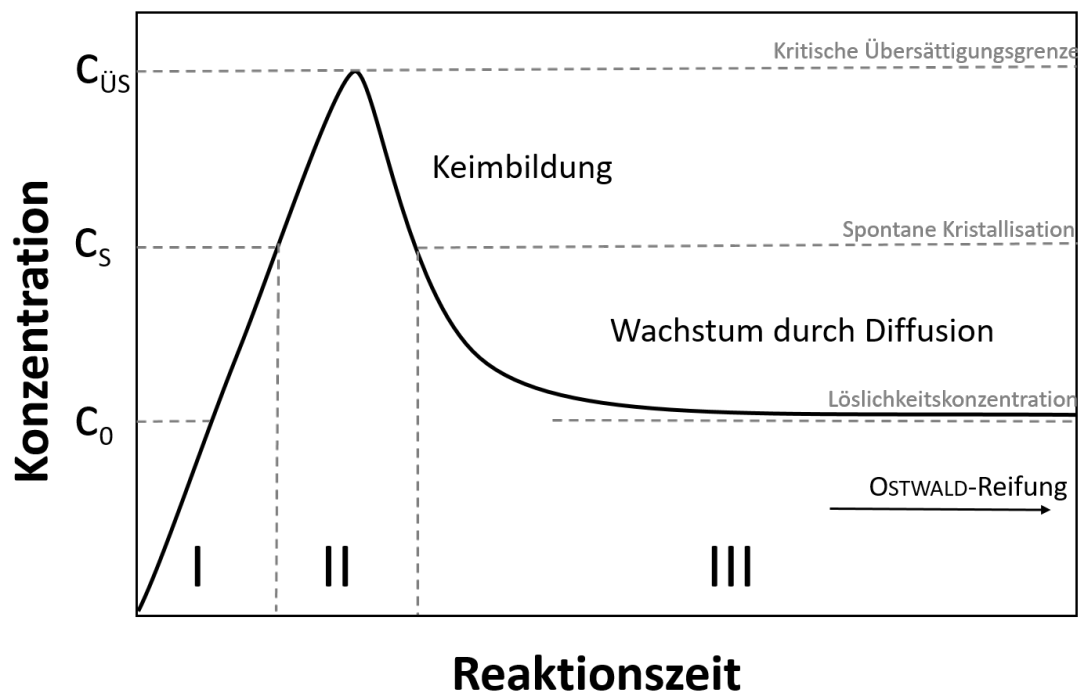 Kritische Übersättigungsgrenze
C_ÜS
Keimbildung
Spontane Kristallisation
C_S
Wachstum durch Diffusion
Löslichkeitskonzentration
C_0
OSTWALD-Reifung
I
II
III
Konzentration
Reaktionszeit